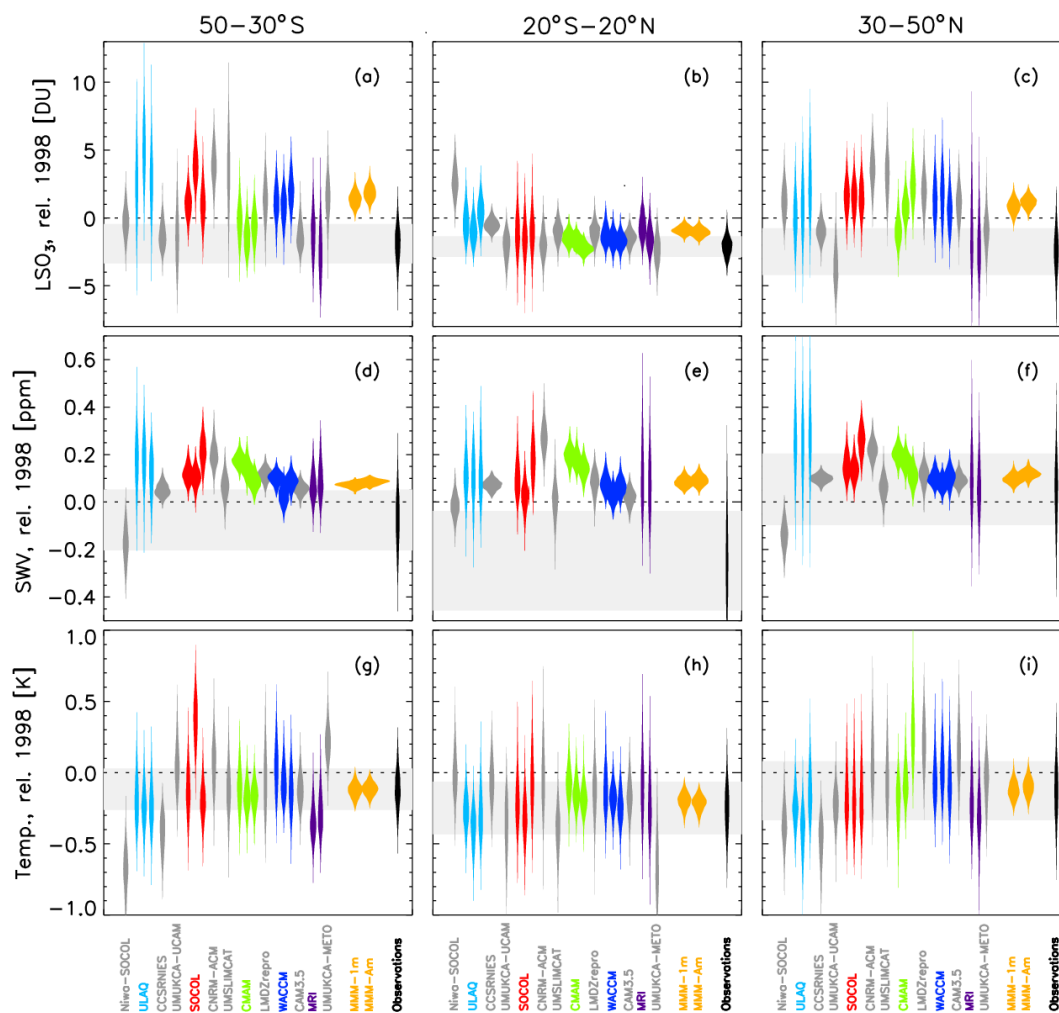 50−30°S
20°S−20°N
30−50°N
LSO3, rel. 1998 [DU]
10
5
0
−5
(a)
(b)
(c)
SWV, rel. 1998 [ppm]
0.6
0.4
0.2
0.0
−0.2
−0.4
(d)
(e)
(f)
Temp., rel. 1998 [K]
1.0
0.5
0.0
−0.5
−1.0
(g)
(h)
(i)
Niwa−SOCOL
ULAQ
CCSRNIES
UMUKCA−UCAM
SOCOL
CNRM−ACM
UMSLIMCAT
CMAM
LMDZrepro
WACCM
CAM3.5
MRI
UMUKCA−METO
MMM−1m
MMM−Am
Observations
Niwa−SOCOL
ULAQ
CCSRNIES
UMUKCA−UCAM
SOCOL
CNRM−ACM
UMSLIMCAT
CMAM
LMDZrepro
WACCM
CAM3.5
MRI
UMUKCA−METO
MMM−1m
MMM−Am
Observations
Niwa−SOCOL
ULAQ
CCSRNIES
UMUKCA−UCAM
SOCOL
CNRM−ACM
UMSLIMCAT
CMAM
LMDZrepro
WACCM
CAM3.5
MRI
UMUKCA−METO
MMM−1m
MMM−Am
Observations